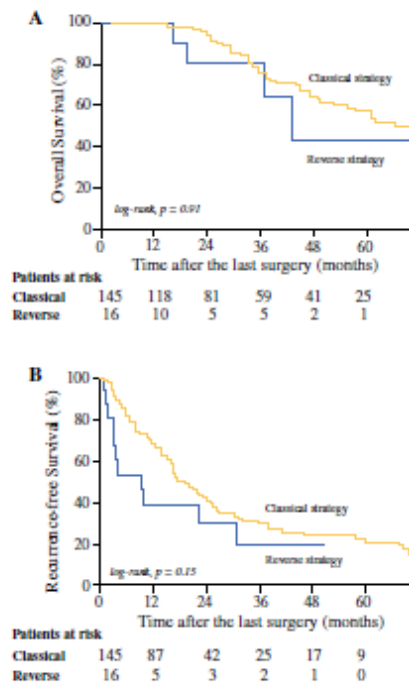 A
Overall Survival (%)
100
80
60
40
20
0
Classical strategy
Reverse strategy
log-rank, p = 0.91
0 12 24 36 48 60
Time after the last surgery (months)
Patients at risk
Classical 145 118 81 59 41 25
Reverse 16 10 5 5 2 1
B
Recurrence-free Survival (%)
100
80
60
40
20
0
Classical strategy
Reverse strategy
log-rank, p = 0.15
0 12 24 36 48 60
Time after the last surgery (months)
Patients at risk
Classical 145 87 42 25 17 9
Reverse 16 5 3 2 1 0